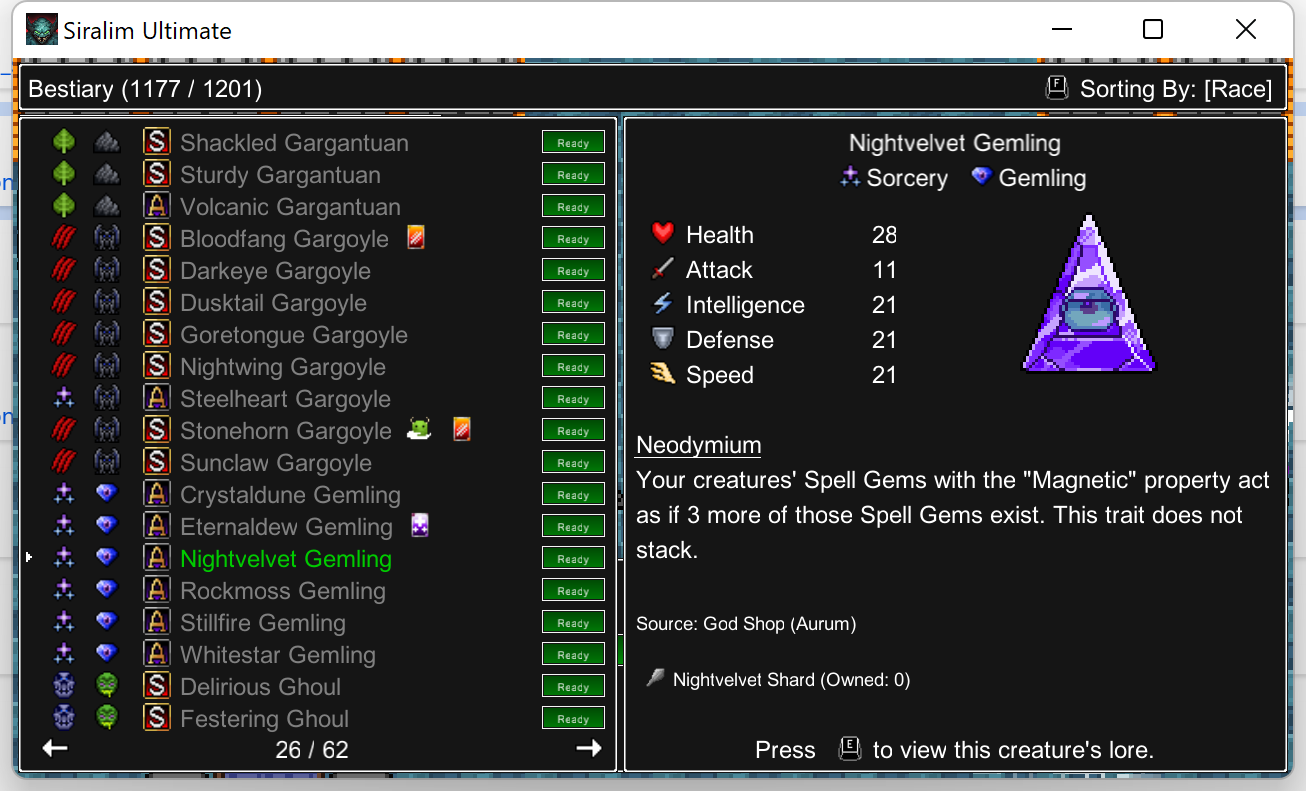 Siralim Ultimate
Bestiary (1177 / 1201)
F Sorting By: [Race]
S Shackled Gargantuan Ready
S Sturdy Gargantuan Ready
A Volcanic Gargantuan Ready
S Bloodfang Gargoyle Ready
S Darkeye Gargoyle Ready
S Dusktail Gargoyle Ready
S Goretongue Gargoyle Ready
S Nightwing Gargoyle Ready
A Steelheart Gargoyle Ready
S Stonehorn Gargoyle Ready
S Sunclaw Gargoyle Ready
A Crystaldune Gemling Ready
A Eternaldew Gemling Ready
A Nightvelvet Gemling Ready
A Rockmoss Gemling Ready
A Stillfire Gemling Ready
A Whitestar Gemling Ready
S Delirious Ghoul Ready
S Festering Ghoul Ready
26 / 62
Nightvelvet Gemling
Sorcery Gemling
Health 28
Attack 11
Intelligence 21
Defense 21
Speed 21
Neodymium
Your creatures' Spell Gems with the "Magnetic" property act
as if 3 more of those Spell Gems exist. This trait does not
stack.
Source: God Shop (Aurum)
Nightvelvet Shard (Owned: 0)
Press E to view this creature's lore.